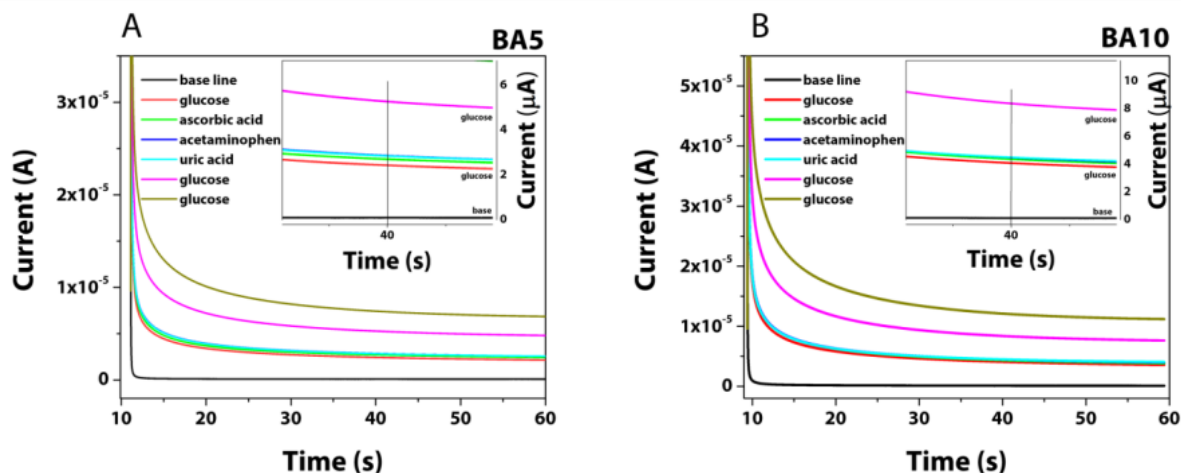 A
BA5
base line
glucose
ascorbic acid
acetaminophen
uric acid
glucose
glucose
3x10⁻⁵
2x10⁻⁵
1x10⁻⁵
0
Current (A)
10 20 30 40 50 60
Time (s)
glucose
glucose
base
6
4
2
0
Current (μA)
40
Time (s)
B
BA10
base line
glucose
ascorbic acid
acetaminophen
uric acid
glucose
glucose
5x10⁻⁵
4x10⁻⁵
3x10⁻⁵
2x10⁻⁵
1x10⁻⁵
0
Current (A)
10 20 30 40 50 60
Time (s)
glucose
glucose
base
10
8
6
4
2
0
Current (μA)
40
Time (s)